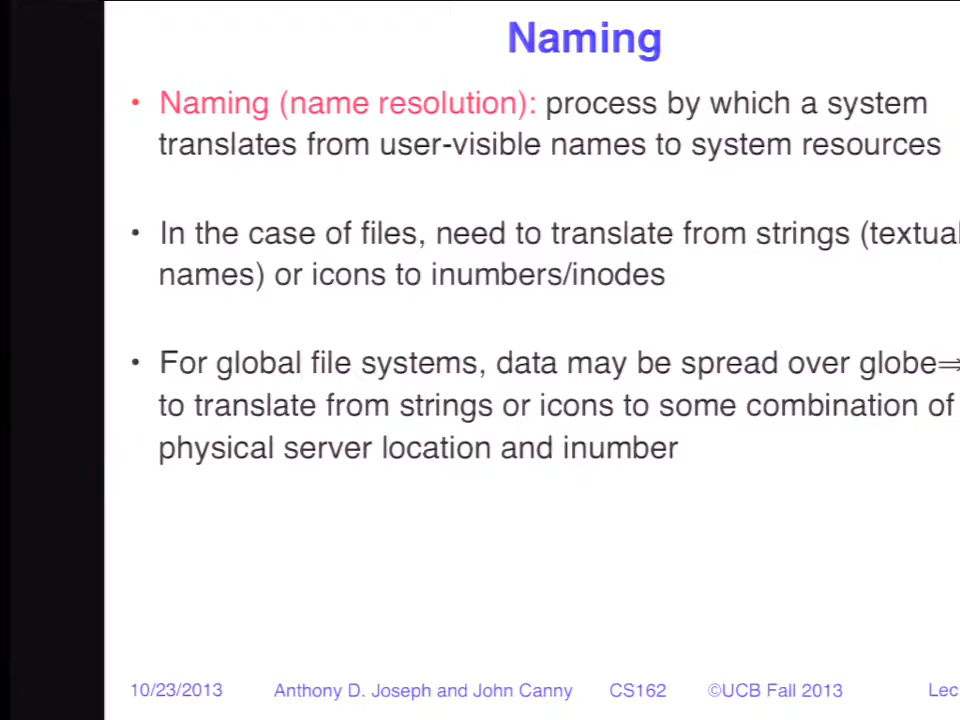 Naming
• Naming (name resolution): process by which a system
translates from user-visible names to system resources
• In the case of files, need to translate from strings (textual
names) or icons to inumbers/inodes
• For global file systems, data may be spread over globe⇒
to translate from strings or icons to some combination of
physical server location and inumber
10/23/2013 Anthony D. Joseph and John Canny CS162 ©UCB Fall 2013 Lec